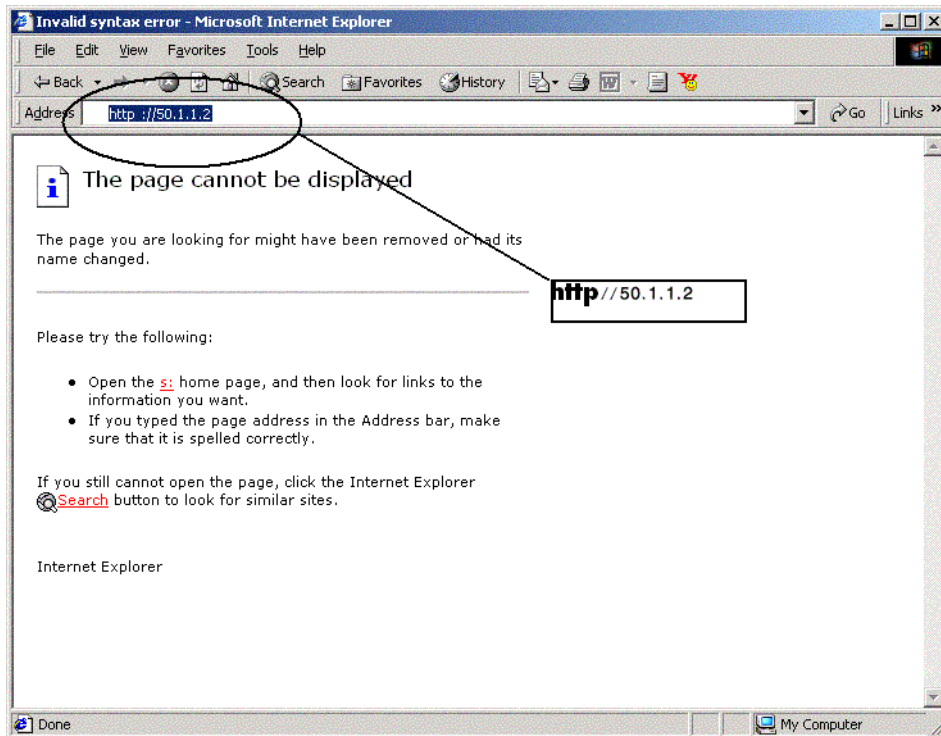 Invalid syntax error - Microsoft Internet Explorer
File Edit View Favorites Tools Help
Back Search Favorites History
Address http ://50.1.1.2 Go Links »
The page cannot be displayed
The page you are looking for might have been removed or had its
name changed.
http//50.1.1.2
Please try the following:
• Open the s: home page, and then look for links to the
information you want.
• If you typed the page address in the Address bar, make
sure that it is spelled correctly.
If you still cannot open the page, click the Internet Explorer
Search button to look for similar sites.
Internet Explorer
Done My Computer